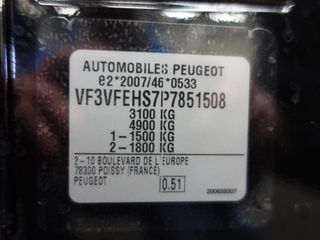 AUTOMOBILES PEUGEOT
e2*2007/46*0533
VF3VFEHS7P7851508
3100 KG
4900 KG
1-1500 KG
2-1800 KG
2-10 BOULEVARD DE L'EUROPE
78300 POISSY (FRANCE)
PEUGEOT 0.51
200659307